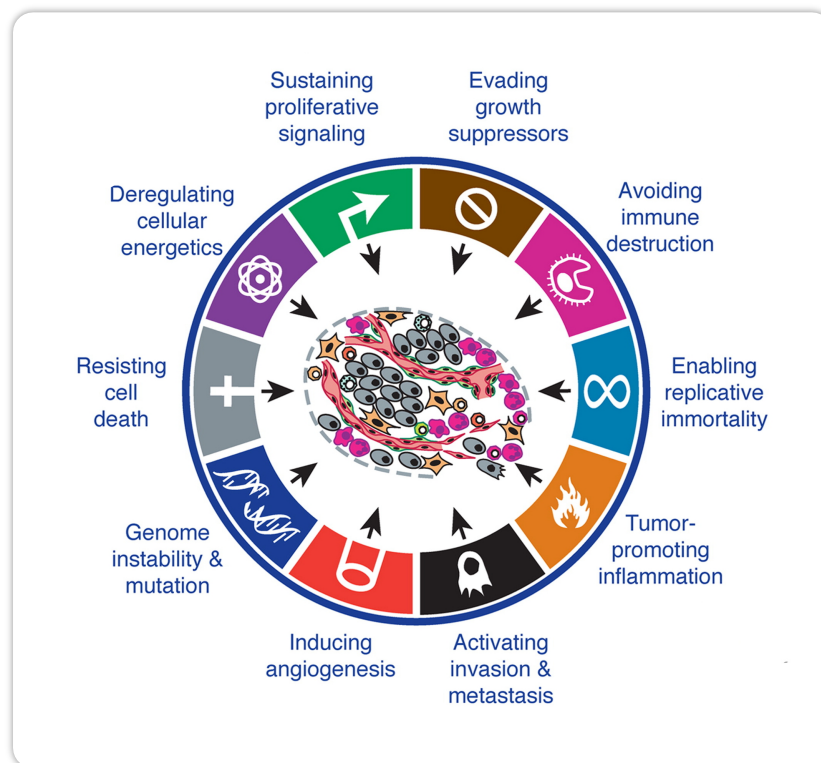 Sustaining
proliferative
signaling
Evading
growth
suppressors
Deregulating
cellular
energetics
Avoiding
immune
destruction
Resisting
cell
death
Enabling
replicative
immortality
Genome
instability &
mutation
Tumor-
promoting
inflammation
Inducing
angiogenesis
Activating
invasion &
metastasis